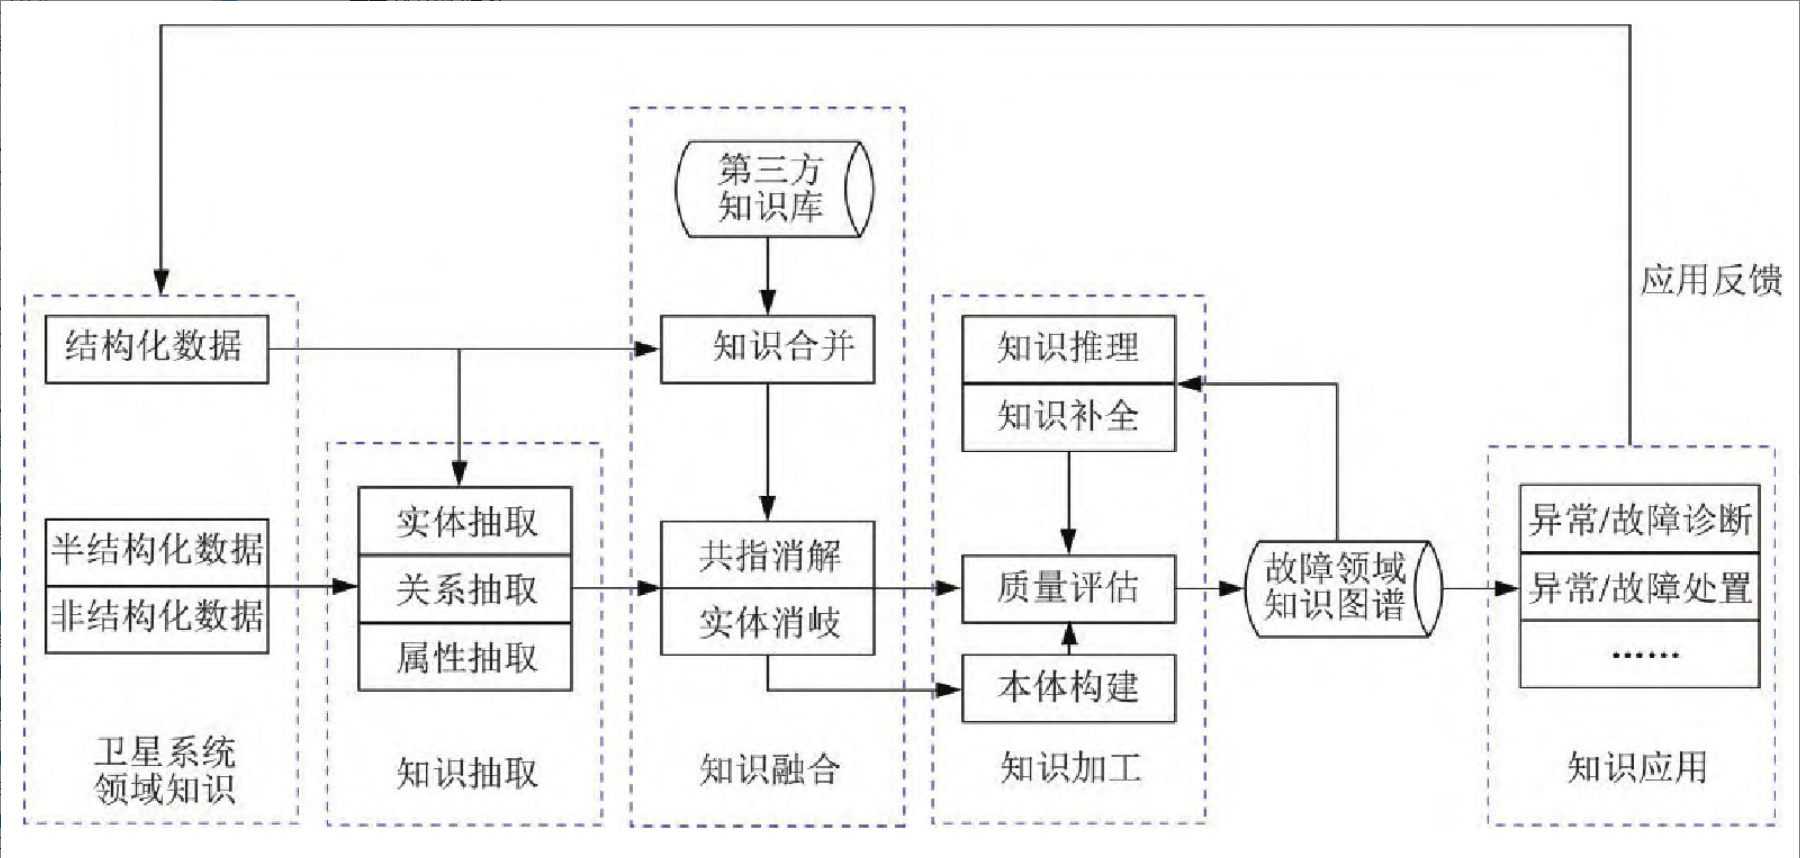 第三方
知识库
应用反馈
结构化数据
知识合并
知识推理
知识补全
实体抽取
关系抽取
属性抽取
半结构化数据
非结构化数据
共指消解
实体消岐
质量评估
本体构建
故障领域
知识图谱
异常/故障诊断
异常/故障处置
……
卫星系统
领域知识
知识抽取
知识融合
知识加工
知识应用